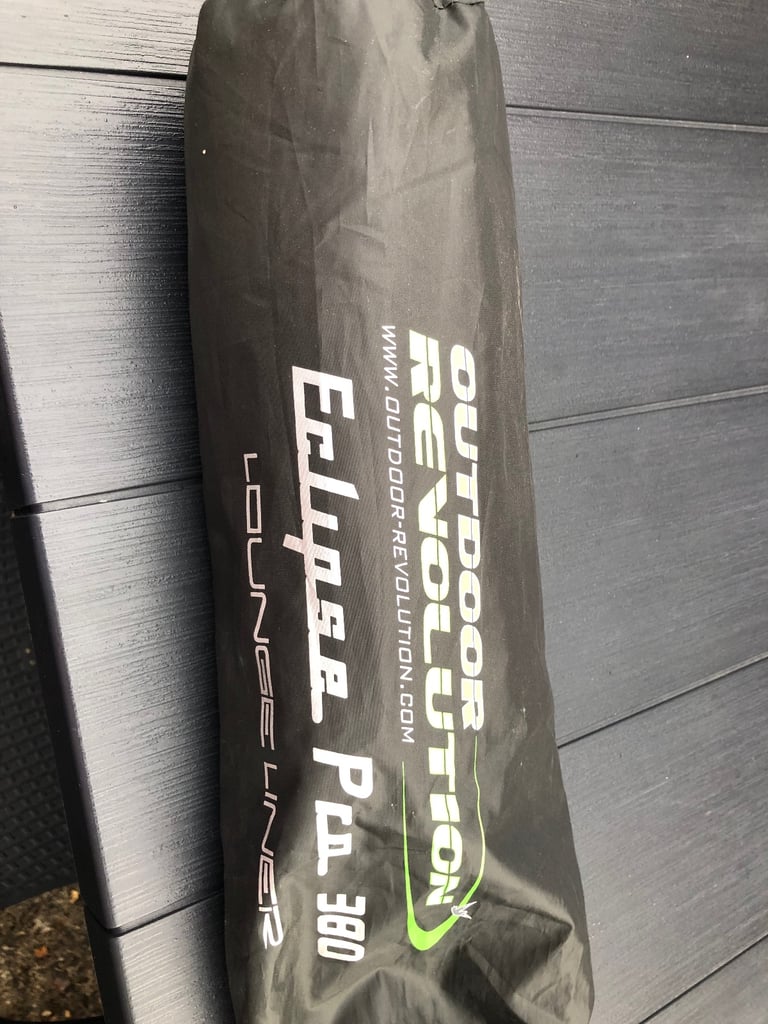 OUTDOOR
REVOLUTION
WWW.OUTDOOR-REVOLUTION.COM
Eclipse Pro 380
LOUNGE LINER